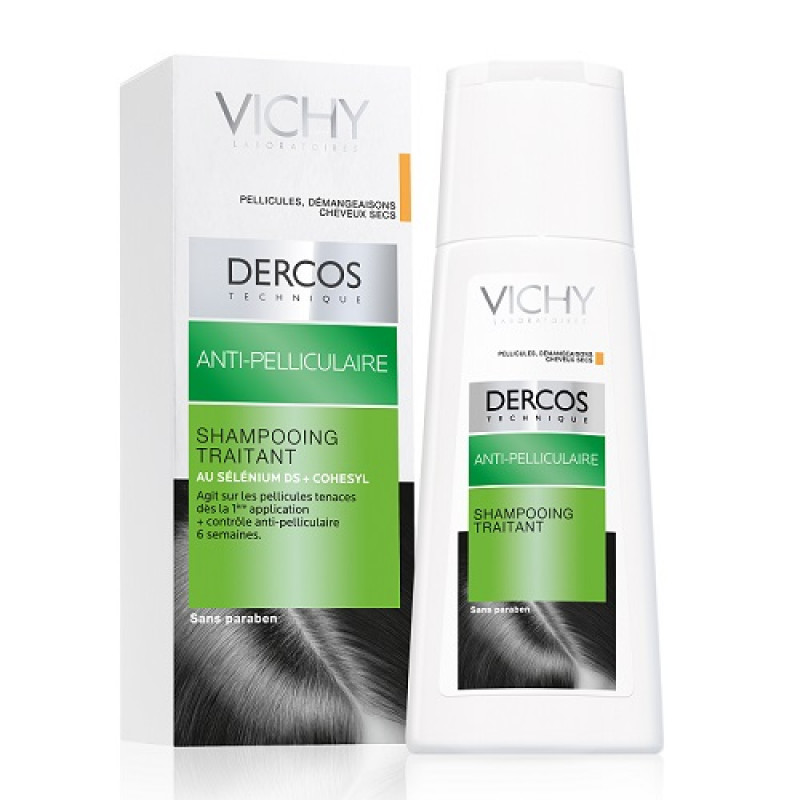 VICHY
LABORATOIRES
PELLICULES, DÉMANGEAISONS
CHEVEUX SECS
DERCOS
TECHNIQUE
ANTI-PELLICULAIRE
SHAMPOOING
TRAITANT
AU SÉLÉNIUM DS + COHESYL
Agit sur les pellicules tenaces
dès la 1ère application
+ contrôle anti-pelliculaire
6 semaines.
Sans paraben
VICHY
LABORATOIRES
PELLICULES, DÉMANGEAISONS
CHEVEUX SECS
DERCOS
TECHNIQUE
ANTI-PELLICULAIRE
SHAMPOOING
TRAITANT
Sans paraben